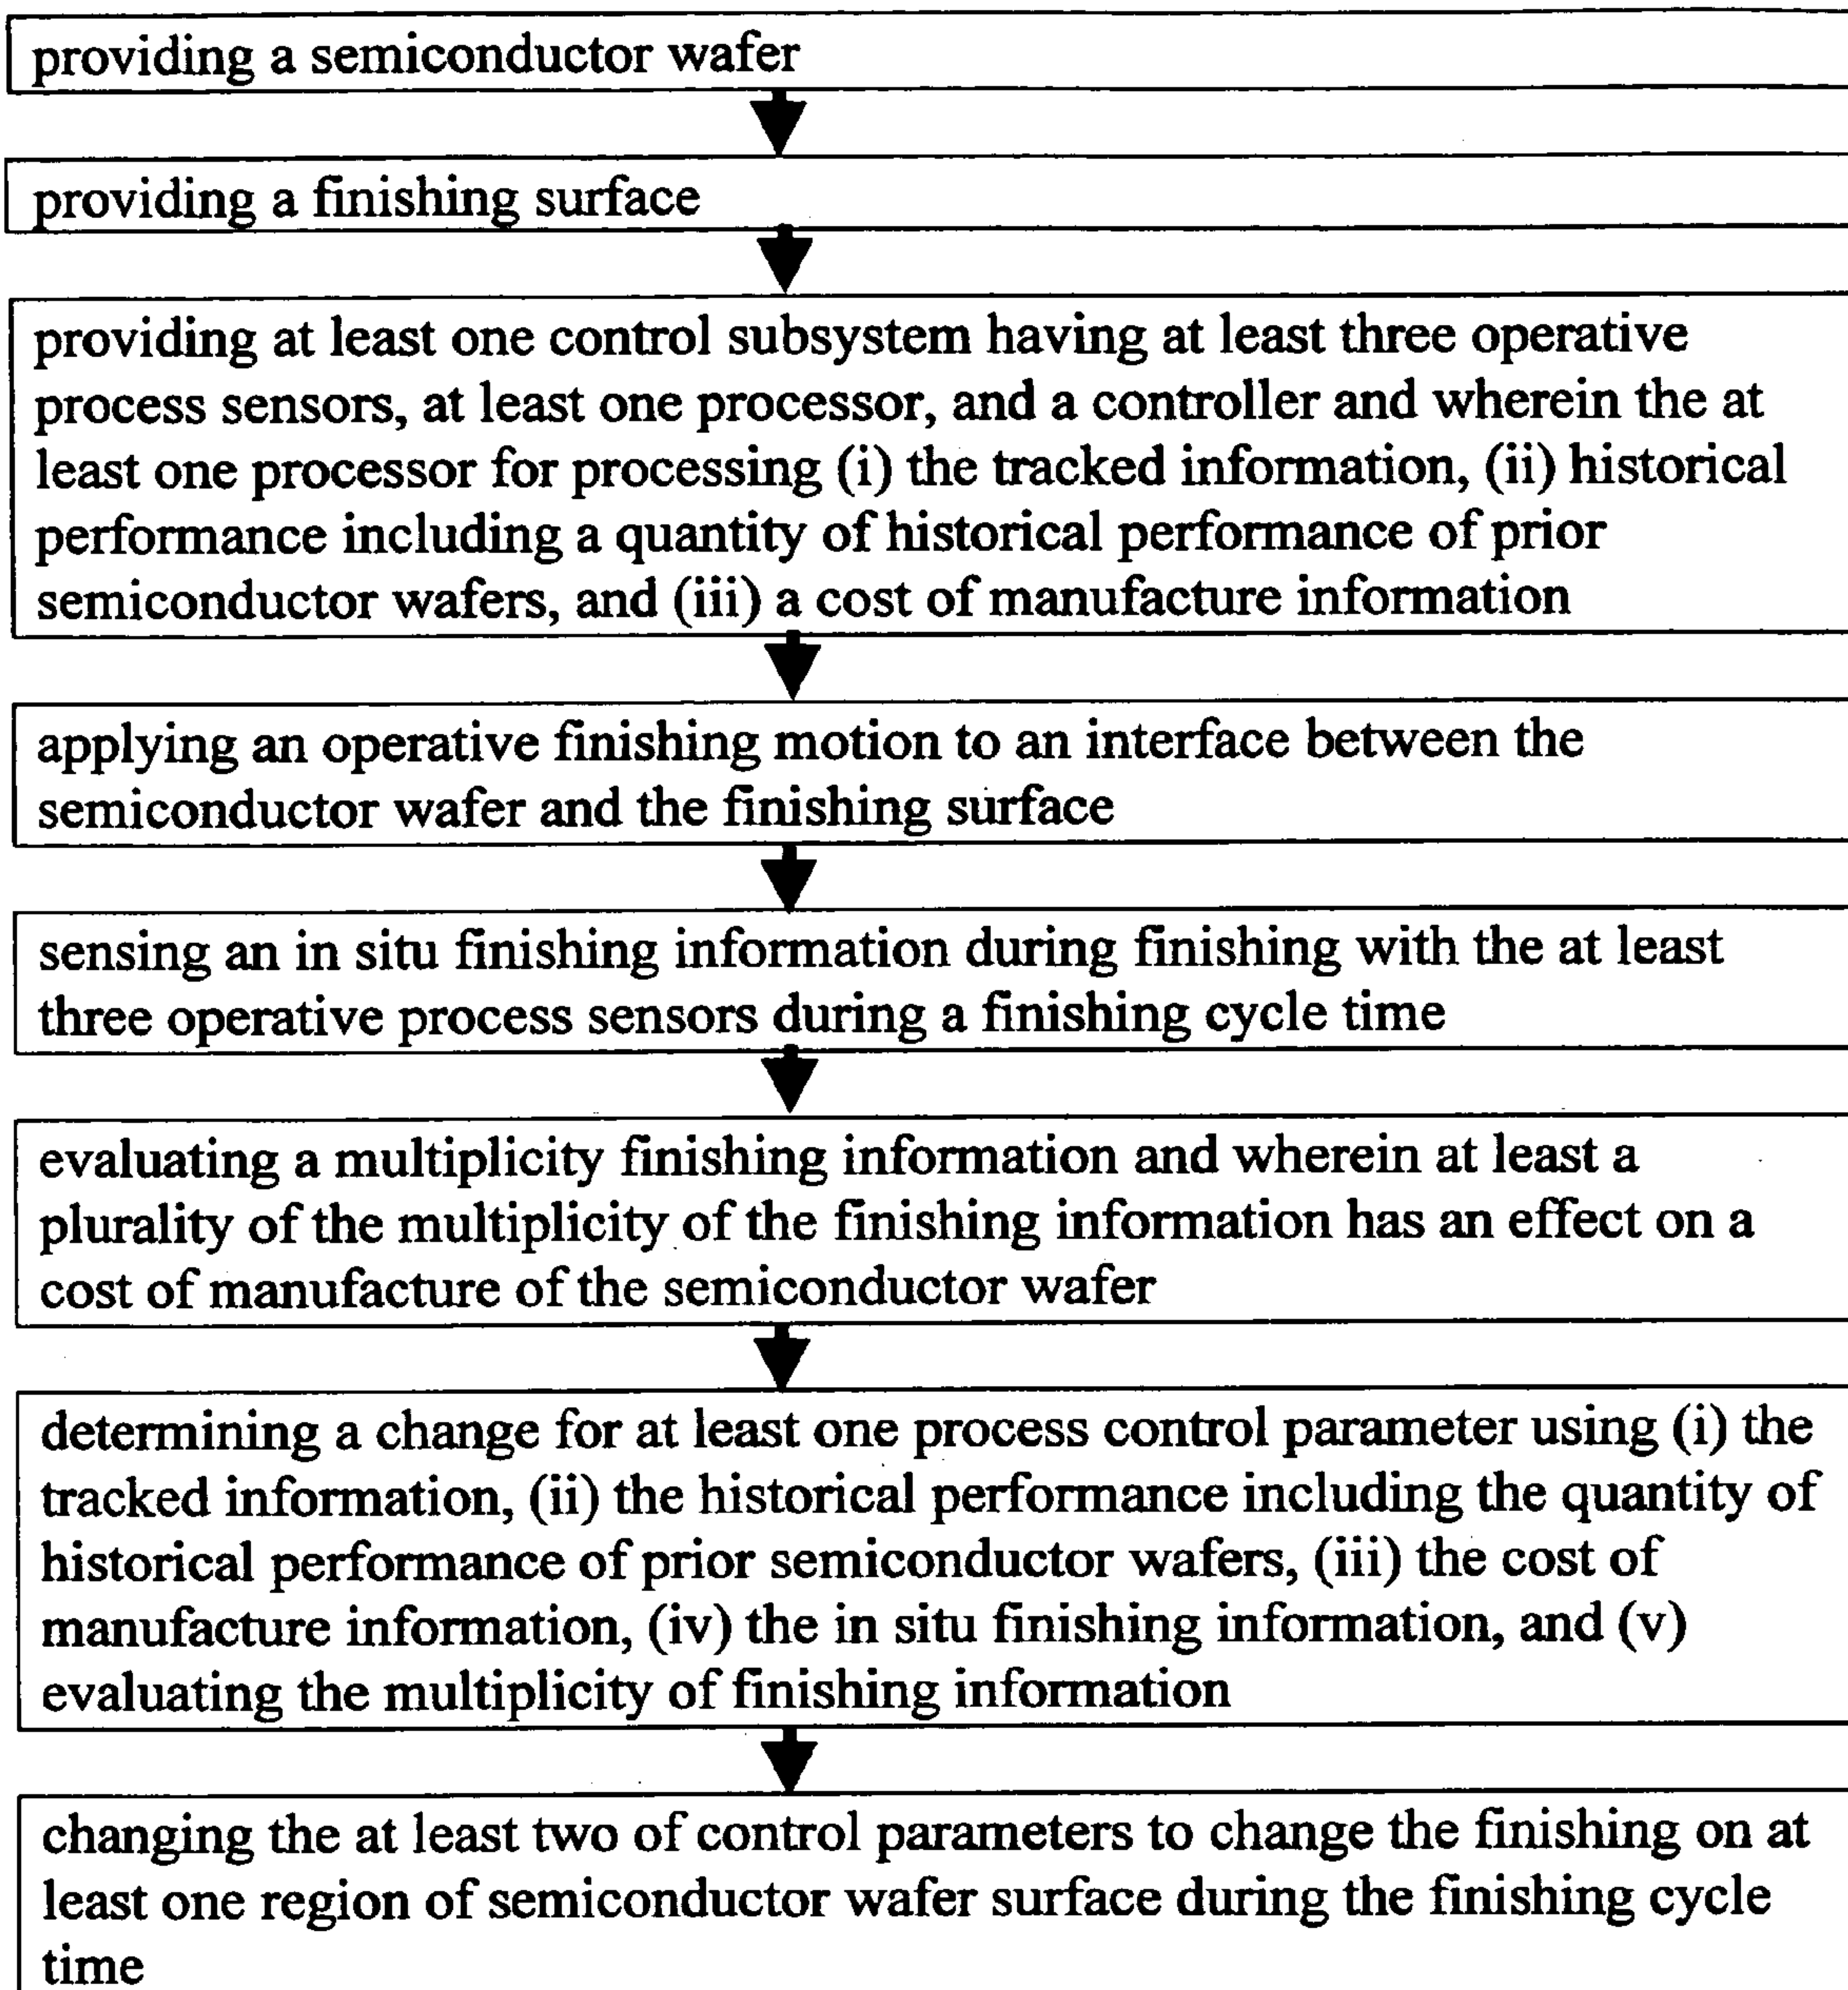 providing a semiconductor wafer
providing a finishing surface
providing at least one control subsystem having at least three operative
process sensors, at least one processor, and a controller and wherein the at
least one processor for processing (i) the tracked information, (ii) historical
performance including a quantity of historical performance of prior
semiconductor wafers, and (iii) a cost of manufacture information
applying an operative finishing motion to an interface between the
semiconductor wafer and the finishing surface
sensing an in situ finishing information during finishing with the at least
three operative process sensors during a finishing cycle time
evaluating a multiplicity finishing information and wherein at least a
plurality of the multiplicity of the finishing information has an effect on a
cost of manufacture of the semiconductor wafer
determining a change for at least one process control parameter using (i) the
tracked information, (ii) the historical performance including the quantity of
historical performance of prior semiconductor wafers, (iii) the cost of
manufacture information, (iv) the in situ finishing information, and (v)
evaluating the multiplicity of finishing information
changing the at least two of control parameters to change the finishing on at
least one region of semiconductor wafer surface during the finishing cycle
time